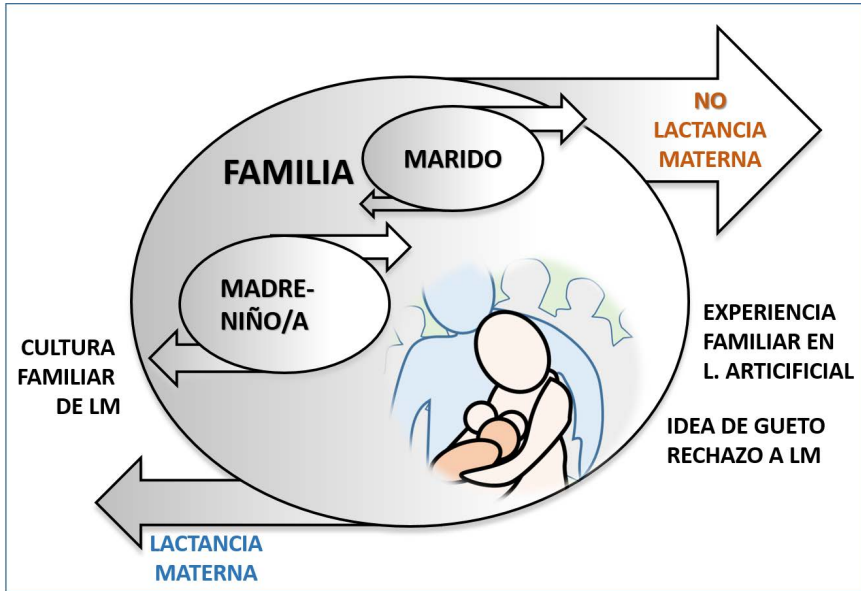 NO
LACTANCIA
MATERNA
MARIDO
FAMILIA
MADRE-
NIÑO/A
CULTURA
FAMILIAR
DE LM
EXPERIENCIA
FAMILIAR EN
L. ARTICIFICIAL
IDEA DE GUETO
RECHAZO A LM
LACTANCIA
MATERNA